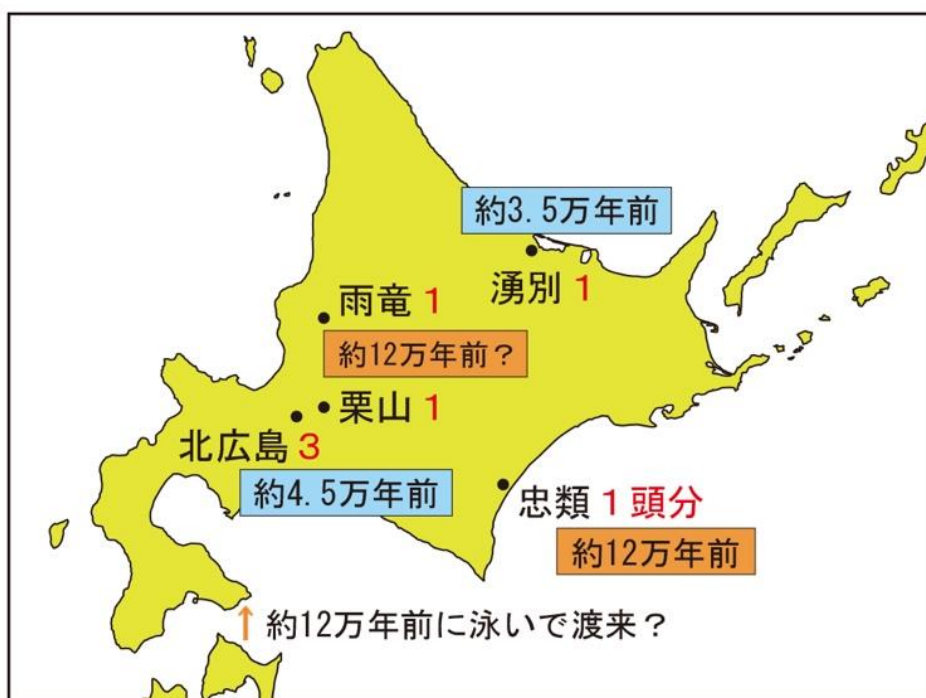 約3.5万年前
湧別 1
雨竜 1
約12万年前？
栗山 1
北広島 3
約4.5万年前
忠類 1頭分
約12万年前
↑約12万年前に泳いで渡来？